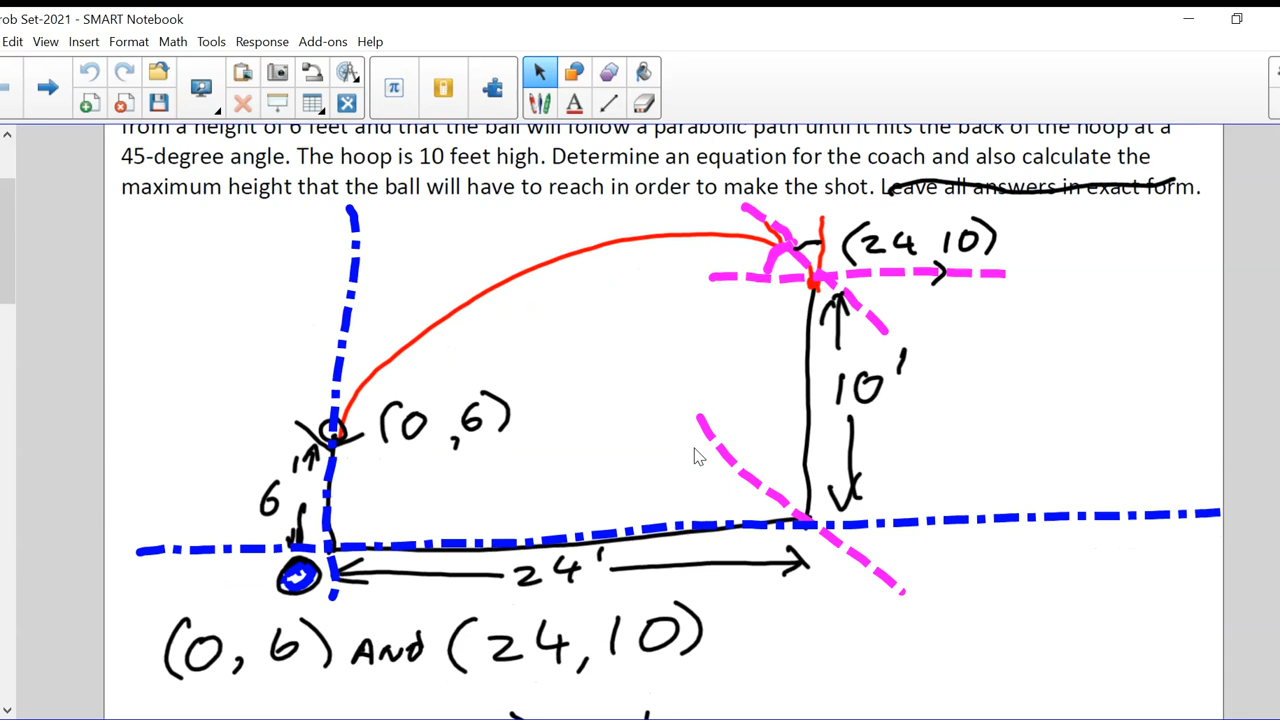 rob Set-2021 - SMART Notebook
Edit View Insert Format Math Tools Response Add-ons Help
from a height of 6 feet and that the ball will follow a parabolic path until it hits the back of the hoop at a
45-degree angle. The hoop is 10 feet high. Determine an equation for the coach and also calculate the
maximum height that the ball will have to reach in order to make the shot. Leave all answers in exact form.
(24 10)
10'
(0,6)
6'
24'
(0,6) AND (24,10)